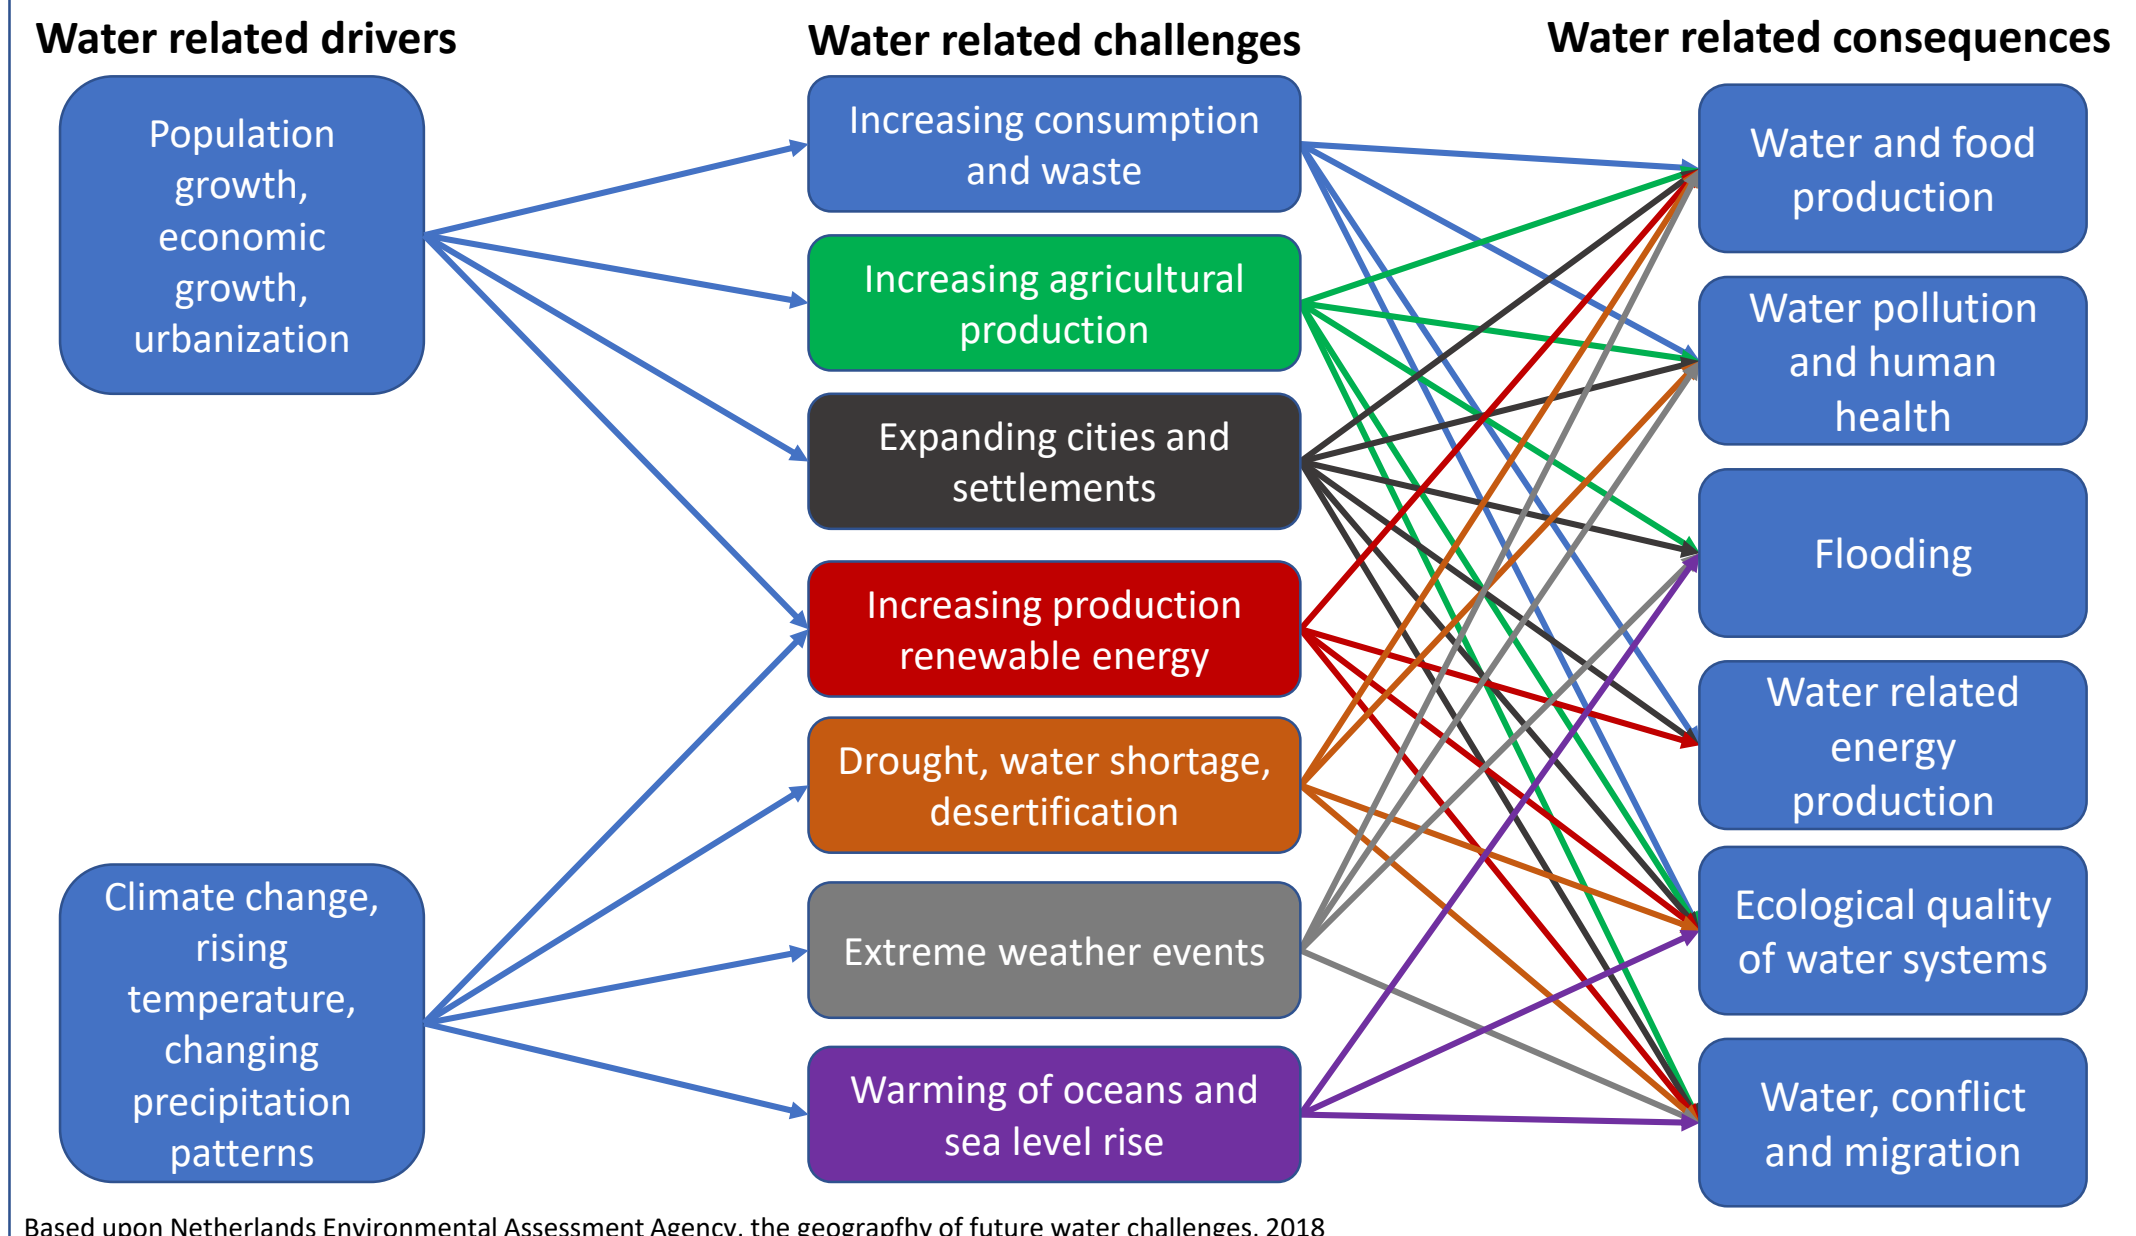 Water related drivers
Population
growth,
economic
growth,
urbanization
Climate change,
rising
temperature,
changing
precipitation
patterns
Water related challenges
Increasing consumption
and waste
Increasing agricultural
production
Expanding cities and
settlements
Increasing production
renewable energy
Drought, water shortage,
desertification
Extreme weather events
Warming of oceans and
sea level rise
Water related consequences
Water and food
production
Water pollution
and human
health
Flooding
Water related
energy
production
Ecological quality
of water systems
Water, conflict
and migration
Based upon Netherlands Environmental Assessment Agency, the geograpfhy of future water challenges, 2018